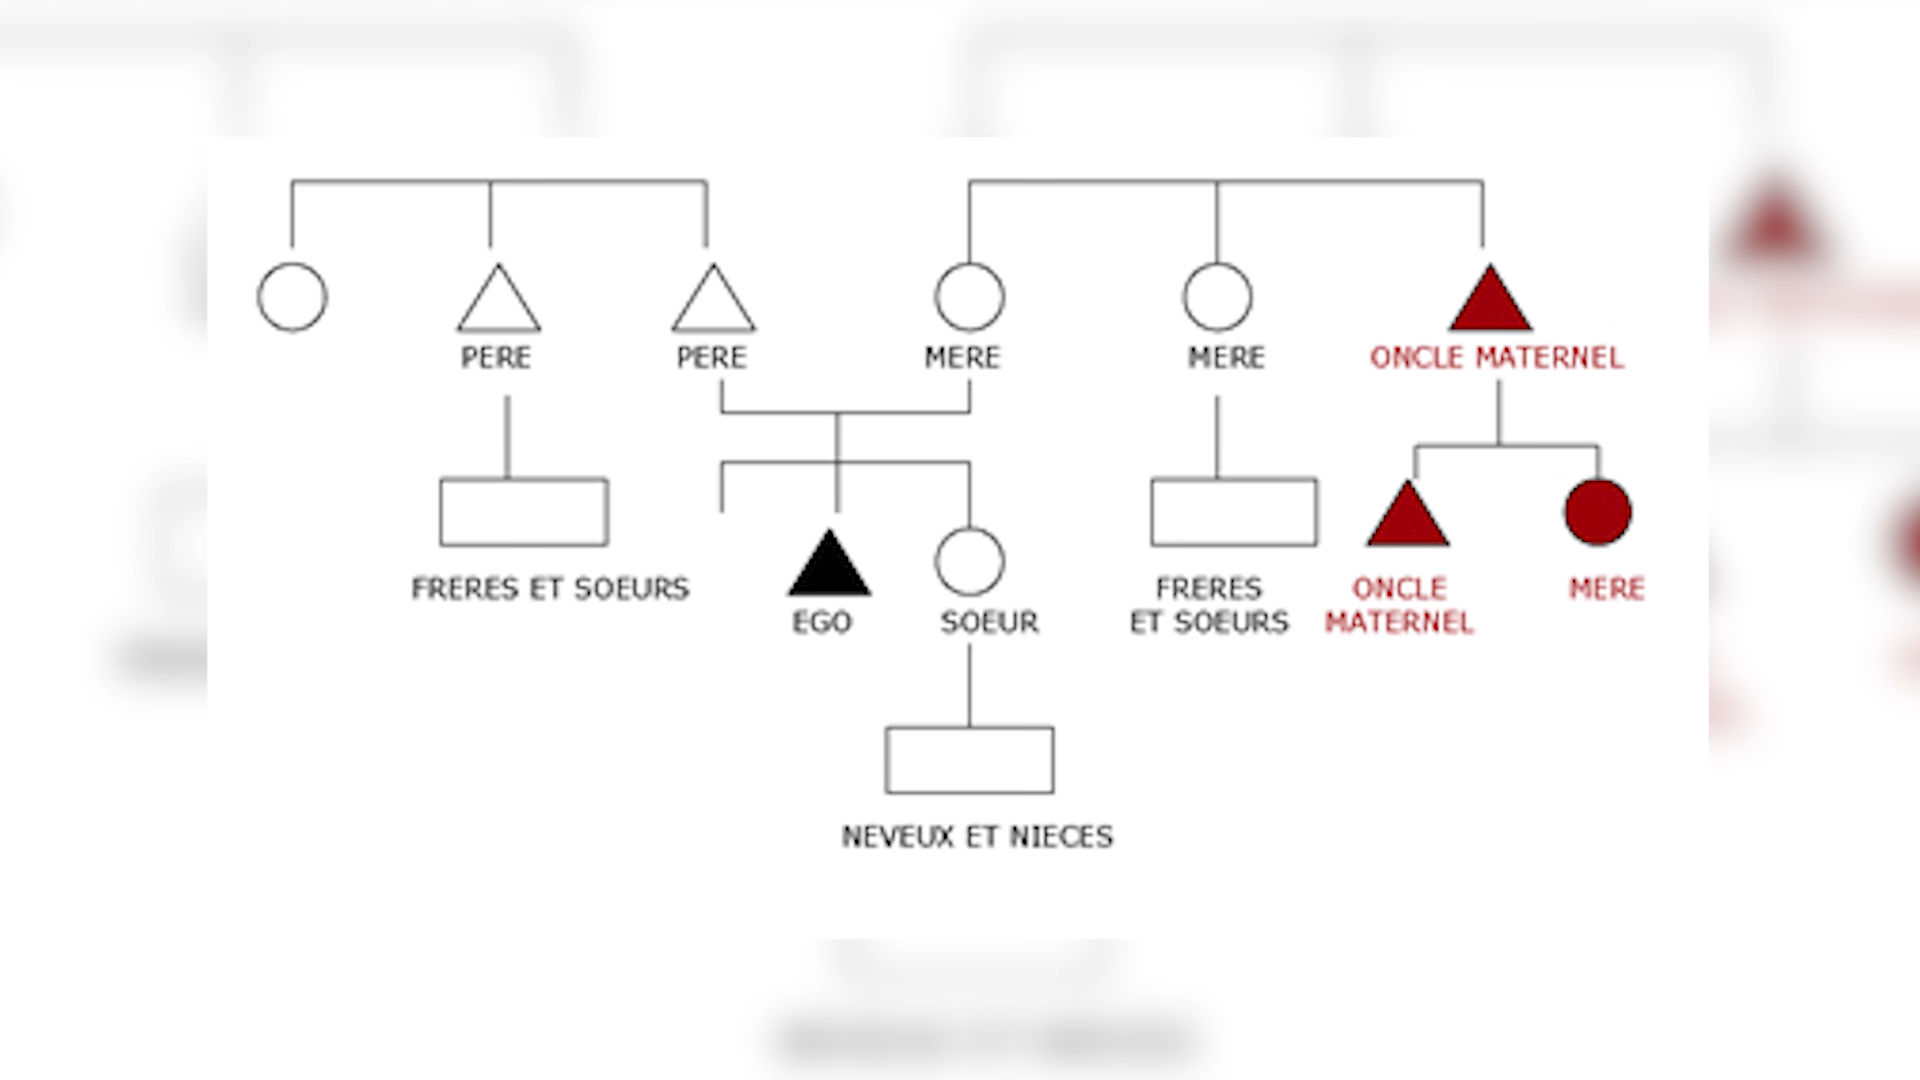 PERE
PERE
MERE
MERE
ONCLE MATERNEL
FRERES ET SOEURS
EGO
SOEUR
FRERES
ET SOEURS
ONCLE
MATERNEL
MERE
NEVEUX ET NIECES